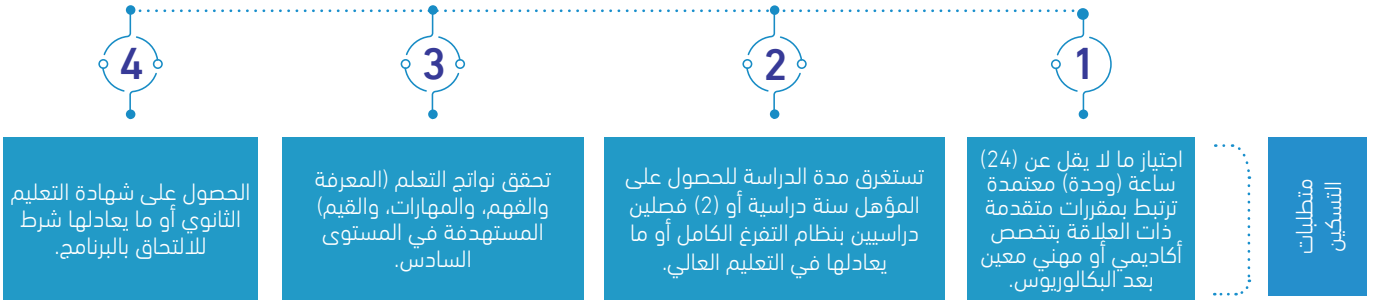 متطلبات
التسكين
1
اجتياز ما لا يقل عن (24)
ساعة (وحدة) معتمدة
ترتبط بمقررات متقدمة
ذات العلاقة بتخصص
أكاديمي أو مهني معين
بعد البكالوريوس.
2
تستغرق مدة الدراسة للحصول على
المؤهل سنة دراسية أو (2) فصلين
دراسيين بنظام التفرغ الكامل أو ما
يعادلها في التعليم العالي.
3
تحقق نواتج التعلم (المعرفة
والفهم، والمهارات، والقيم)
المستهدفة في المستوى
السادس.
4
الحصول على شهادة التعليم
الثانوي أو ما يعادلها شرط
للالتحاق بالبرنامج.